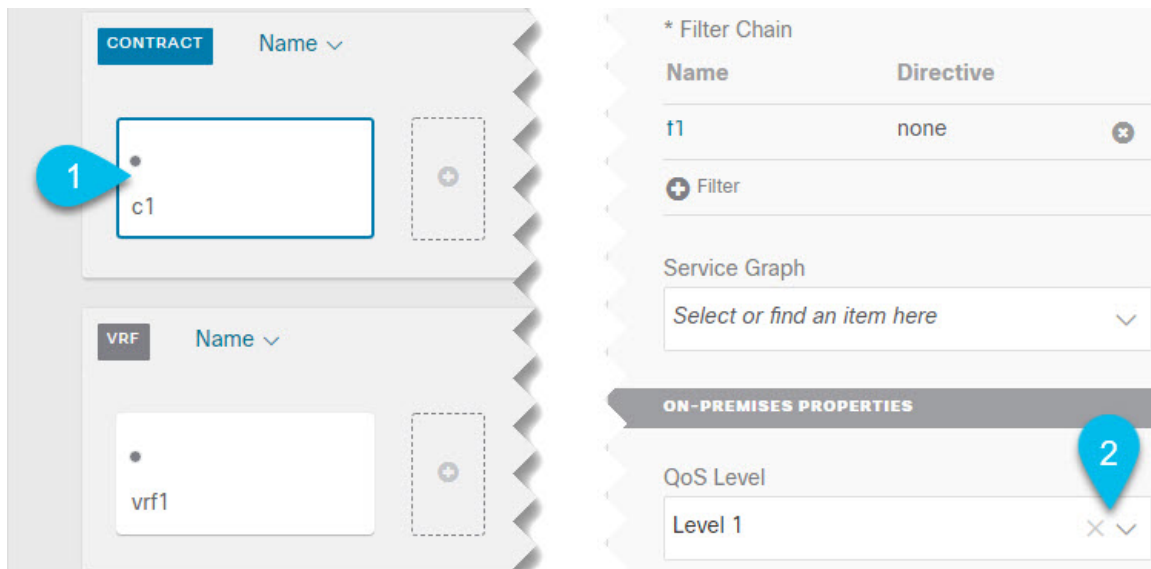 CONTRACT Name
1
c1
VRF Name
vrf1
* Filter Chain
Name Directive
f1 none
Filter
Service Graph
Select or find an item here
ON-PREMISES PROPERTIES
2
QoS Level
Level 1